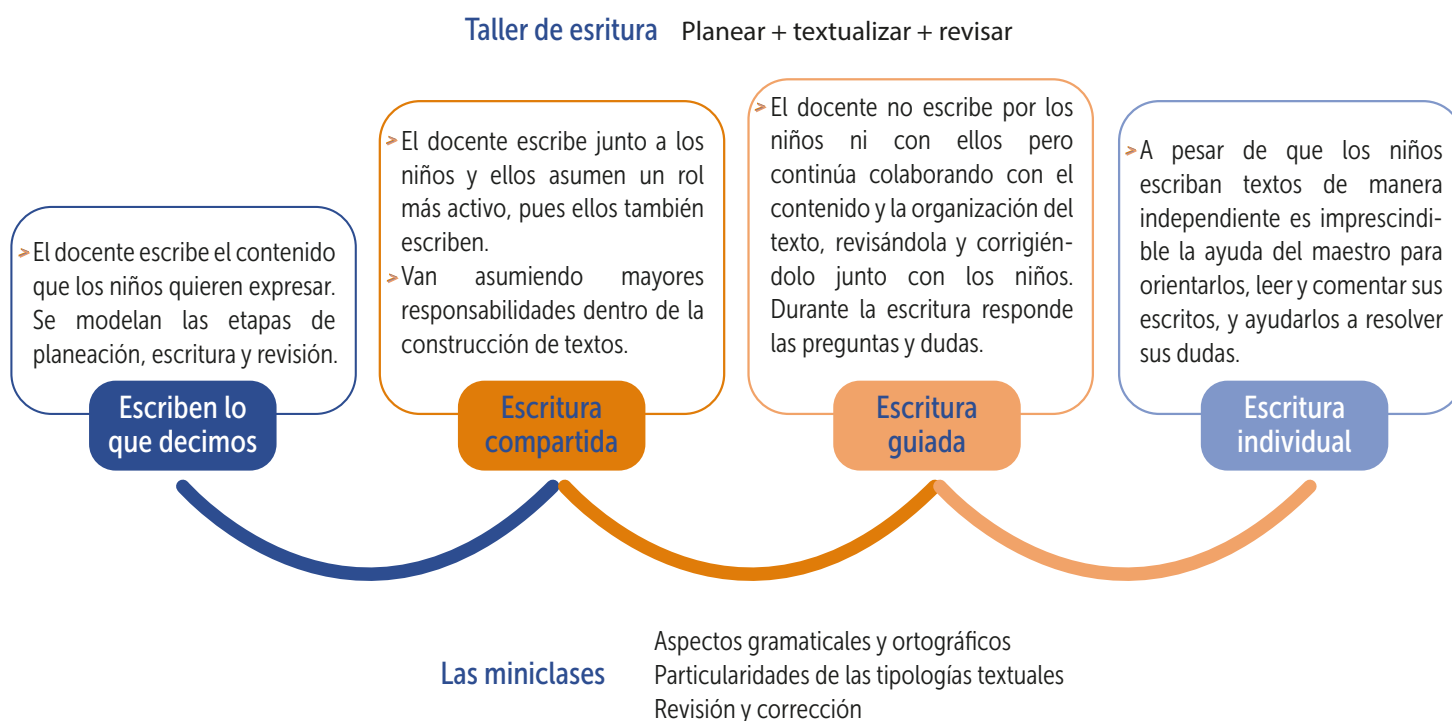 Taller de esritura Planear + textualizar + revisar
> El docente escribe el contenido
que los niños quieren expresar.
Se modelan las etapas de
planeación, escritura y revisión.
Escriben lo
que decimos
> El docente escribe junto a los
niños y ellos asumen un rol
más activo, pues ellos también
escriben.
> Van asumiendo mayores
responsabilidades dentro de la
construcción de textos.
Escritura
compartida
> El docente no escribe por los
niños ni con ellos pero
continúa colaborando con el
contenido y la organización del
texto, revisándola y corrigién-
dolo junto con los niños.
Durante la escritura responde
las preguntas y dudas.
Escritura
guiada
> A pesar de que los niños
escriban textos de manera
independiente es imprescindi-
ble la ayuda del maestro para
orientarlos, leer y comentar sus
escritos, y ayudarlos a resolver
sus dudas.
Escritura
individual
Las miniclases
Aspectos gramaticales y ortográficos
Particularidades de las tipologías textuales
Revisión y corrección